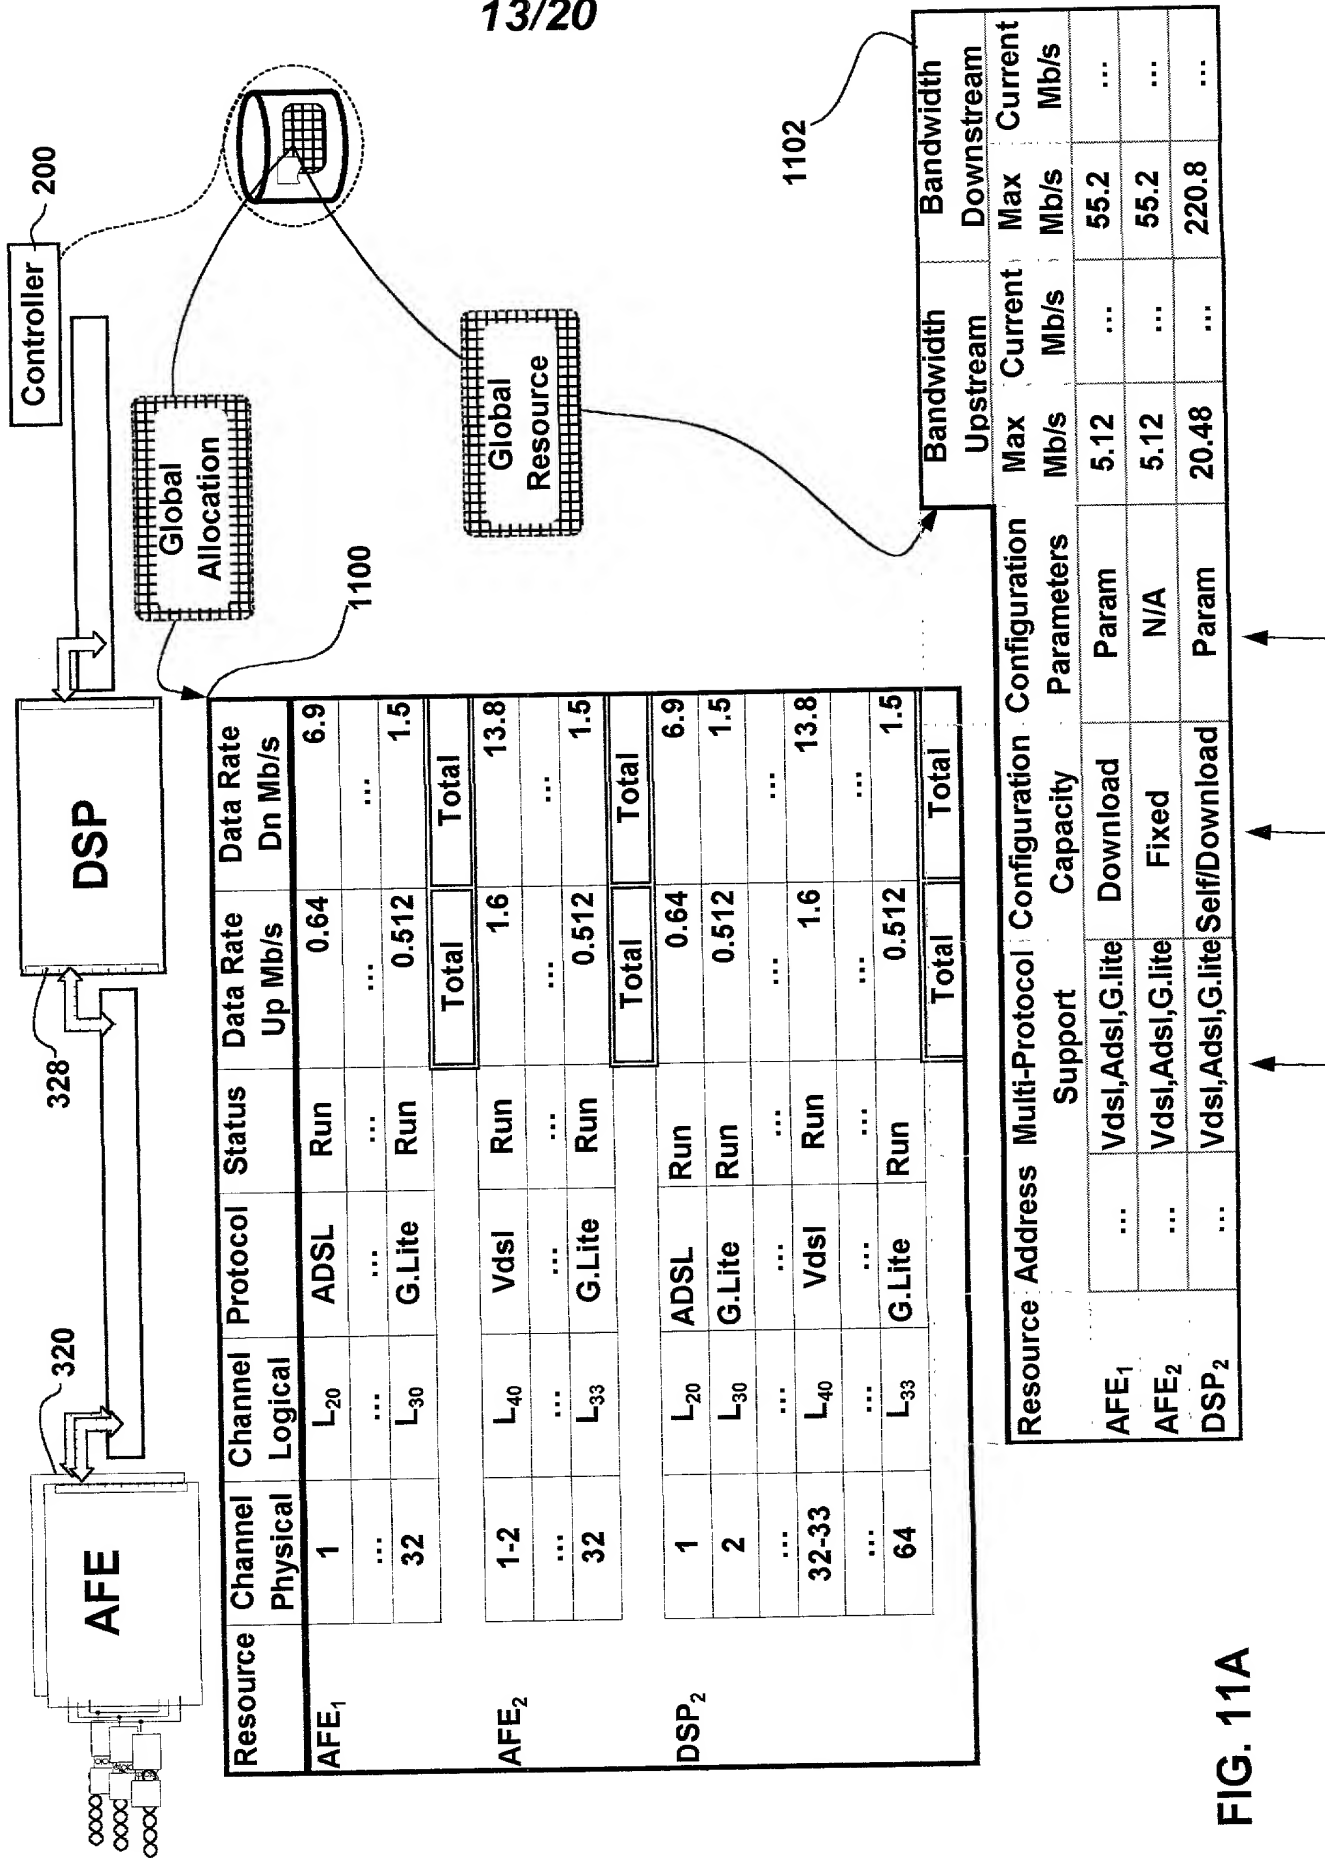 13/20
Controller
200
AFE
320
DSP
328
Global
Allocation
Global
Resource
1100
Resource Channel Physical Channel Logical Protocol Status Data Rate Up Mb/s Data Rate Dn Mb/s
AFE1 1 L20 ADSL Run 0.64 6.9
... ... ... ... ... ...
32 L30 G.Lite Run 0.512 1.5
Total Total
AFE2 1-2 L40 Vdsl Run 1.6 13.8
... ... ... ... ... ...
32 L33 G.Lite Run 0.512 1.5
Total Total
DSP2 1 L20 ADSL Run 0.64 6.9
2 L30 G.Lite Run 0.512 1.5
... ... ... ... ... ...
32-33 L40 Vdsl Run 1.6 13.8
... ... ... ... ... ...
64 L33 G.Lite Run 0.512 1.5
Total Total
1102
Bandwidth Upstream Bandwidth Downstream
Resource Address Multi-Protocol Support Configuration Capacity Configuration Parameters Max Mb/s Current Mb/s Max Mb/s Current Mb/s
AFE1 ... Vdsl,Adsl,G.lite Download Param 5.12 ... 55.2 ...
AFE2 ... Vdsl,Adsl,G.lite Fixed N/A 5.12 ... 55.2 ...
DSP2 ... Vdsl,Adsl,G.lite Self/Download Param 20.48 ... 220.8 ...
FIG. 11A